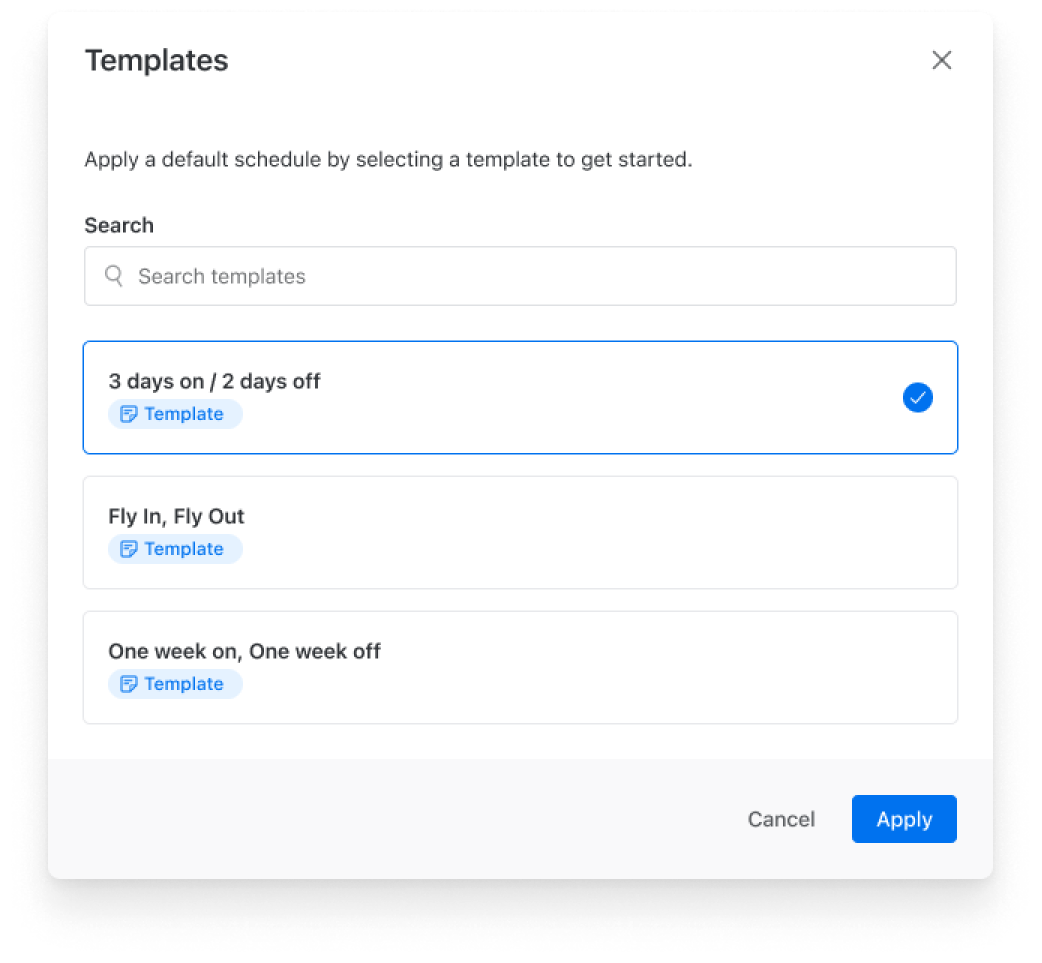 Templates
Apply a default schedule by selecting a template to get started.
Search
Search templates
3 days on / 2 days off
Template
Fly In, Fly Out
Template
One week on, One week off
Template
Cancel
Apply